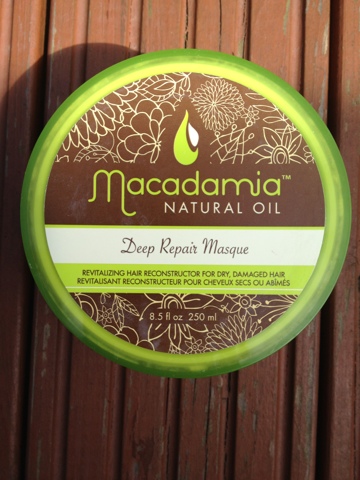 Macadamia™
NATURAL OIL
Deep Repair Masque
REVITALIZING HAIR RECONSTRUCTOR FOR DRY, DAMAGED HAIR
REVITALISANT RECONSTRUCTEUR POUR CHEVEUX SECS OU ABÎMÉS
8.5 fl oz 250 ml